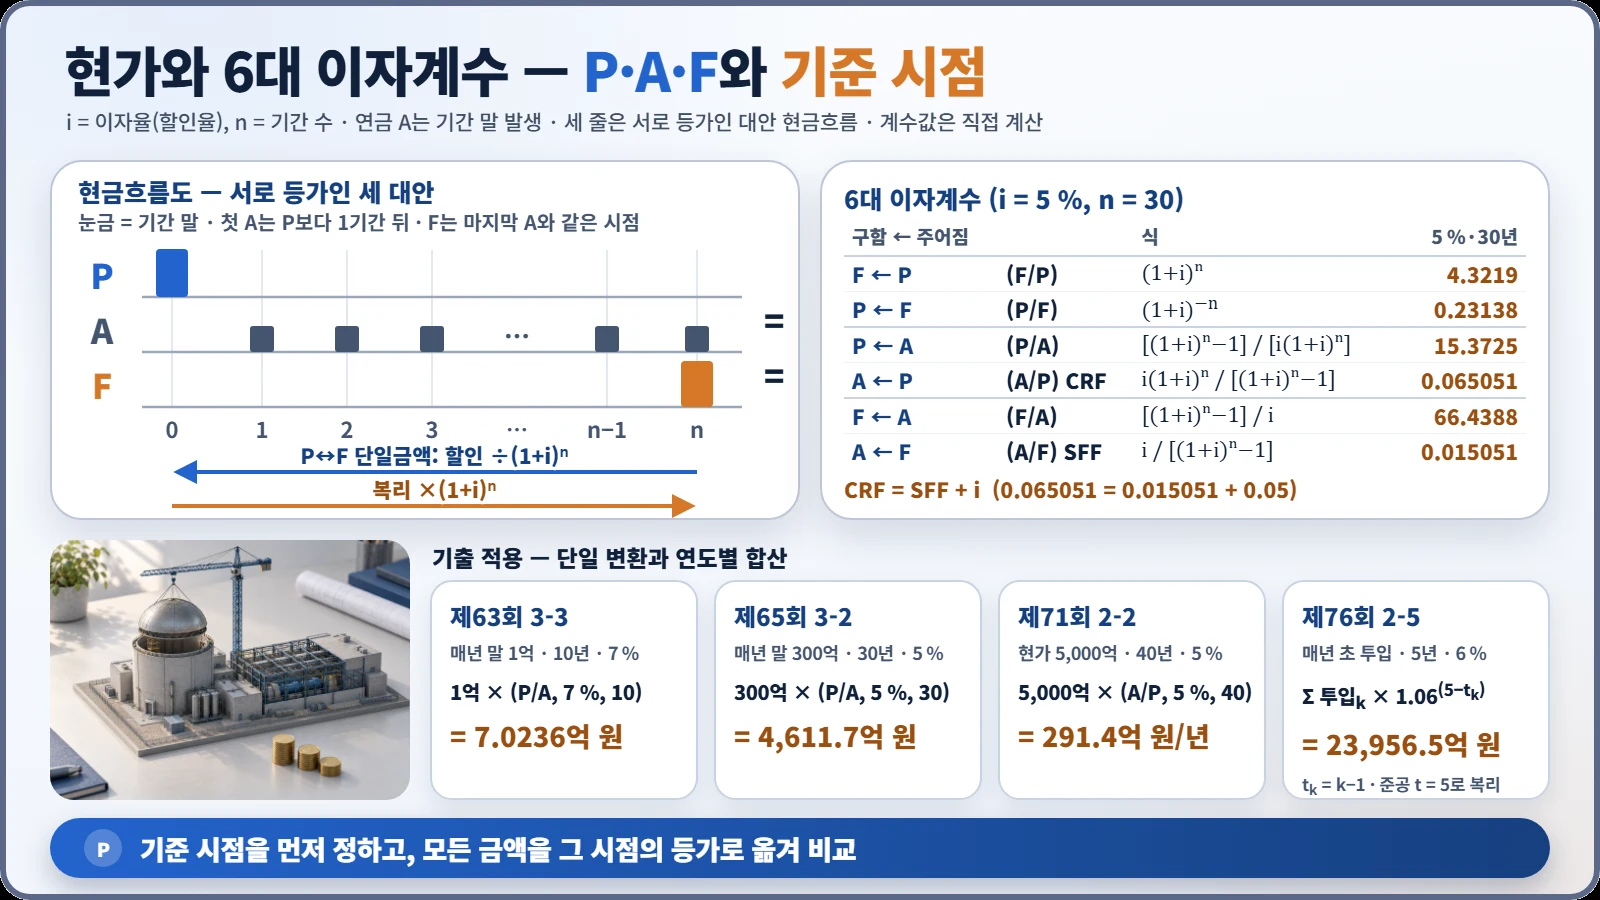 현가와 6대 이자계수 — P·A·F와 기준 시점
i = 이자율(할인율), n = 기간 수 · 연금 A는 기간 말 발생 · 세 줄은 서로 등가인 대안 현금흐름 · 계수값은 직접 계산
현금흐름도 — 서로 등가인 세 대안
눈금 = 기간 말 · 첫 A는 P보다 1기간 뒤 · F는 마지막 A와 같은 시점
P
A ... =
F =
0 1 2 3 ... n−1 n
P↔F 단일금액: 할인 ÷(1+i)ⁿ
복리 ×(1+i)ⁿ
6대 이자계수 (i = 5 %, n = 30)
구함 ← 주어짐 식 5 %·30년
F ← P (F/P) (1+i)ⁿ 4.3219
P ← F (P/F) (1+i)⁻ⁿ 0.23138
P ← A (P/A) [(1+i)ⁿ−1] / [i(1+i)ⁿ] 15.3725
A ← P (A/P) CRF i(1+i)ⁿ / [(1+i)ⁿ−1] 0.065051
F ← A (F/A) [(1+i)ⁿ−1] / i 66.4388
A ← F (A/F) SFF i / [(1+i)ⁿ−1] 0.015051
CRF = SFF + i (0.065051 = 0.015051 + 0.05)
기출 적용 — 단일 변환과 연도별 합산
제63회 3-3
매년 말 1억 · 10년 · 7 %
1억 × (P/A, 7 %, 10)
= 7.0236억 원
제65회 3-2
매년 말 300억 · 30년 · 5 %
300억 × (P/A, 5 %, 30)
= 4,611.7억 원
제71회 2-2
현가 5,000억 · 40년 · 5 %
5,000억 × (A/P, 5 %, 40)
= 291.4억 원/년
제76회 2-5
매년 초 투입 · 5년 · 6 %
Σ 투입ₖ × 1.06⁽⁵⁻ᵗₖ⁾
= 23,956.5억 원
tₖ = k−1 · 준공 t = 5로 복리
P 기준 시점을 먼저 정하고, 모든 금액을 그 시점의 등가로 옮겨 비교